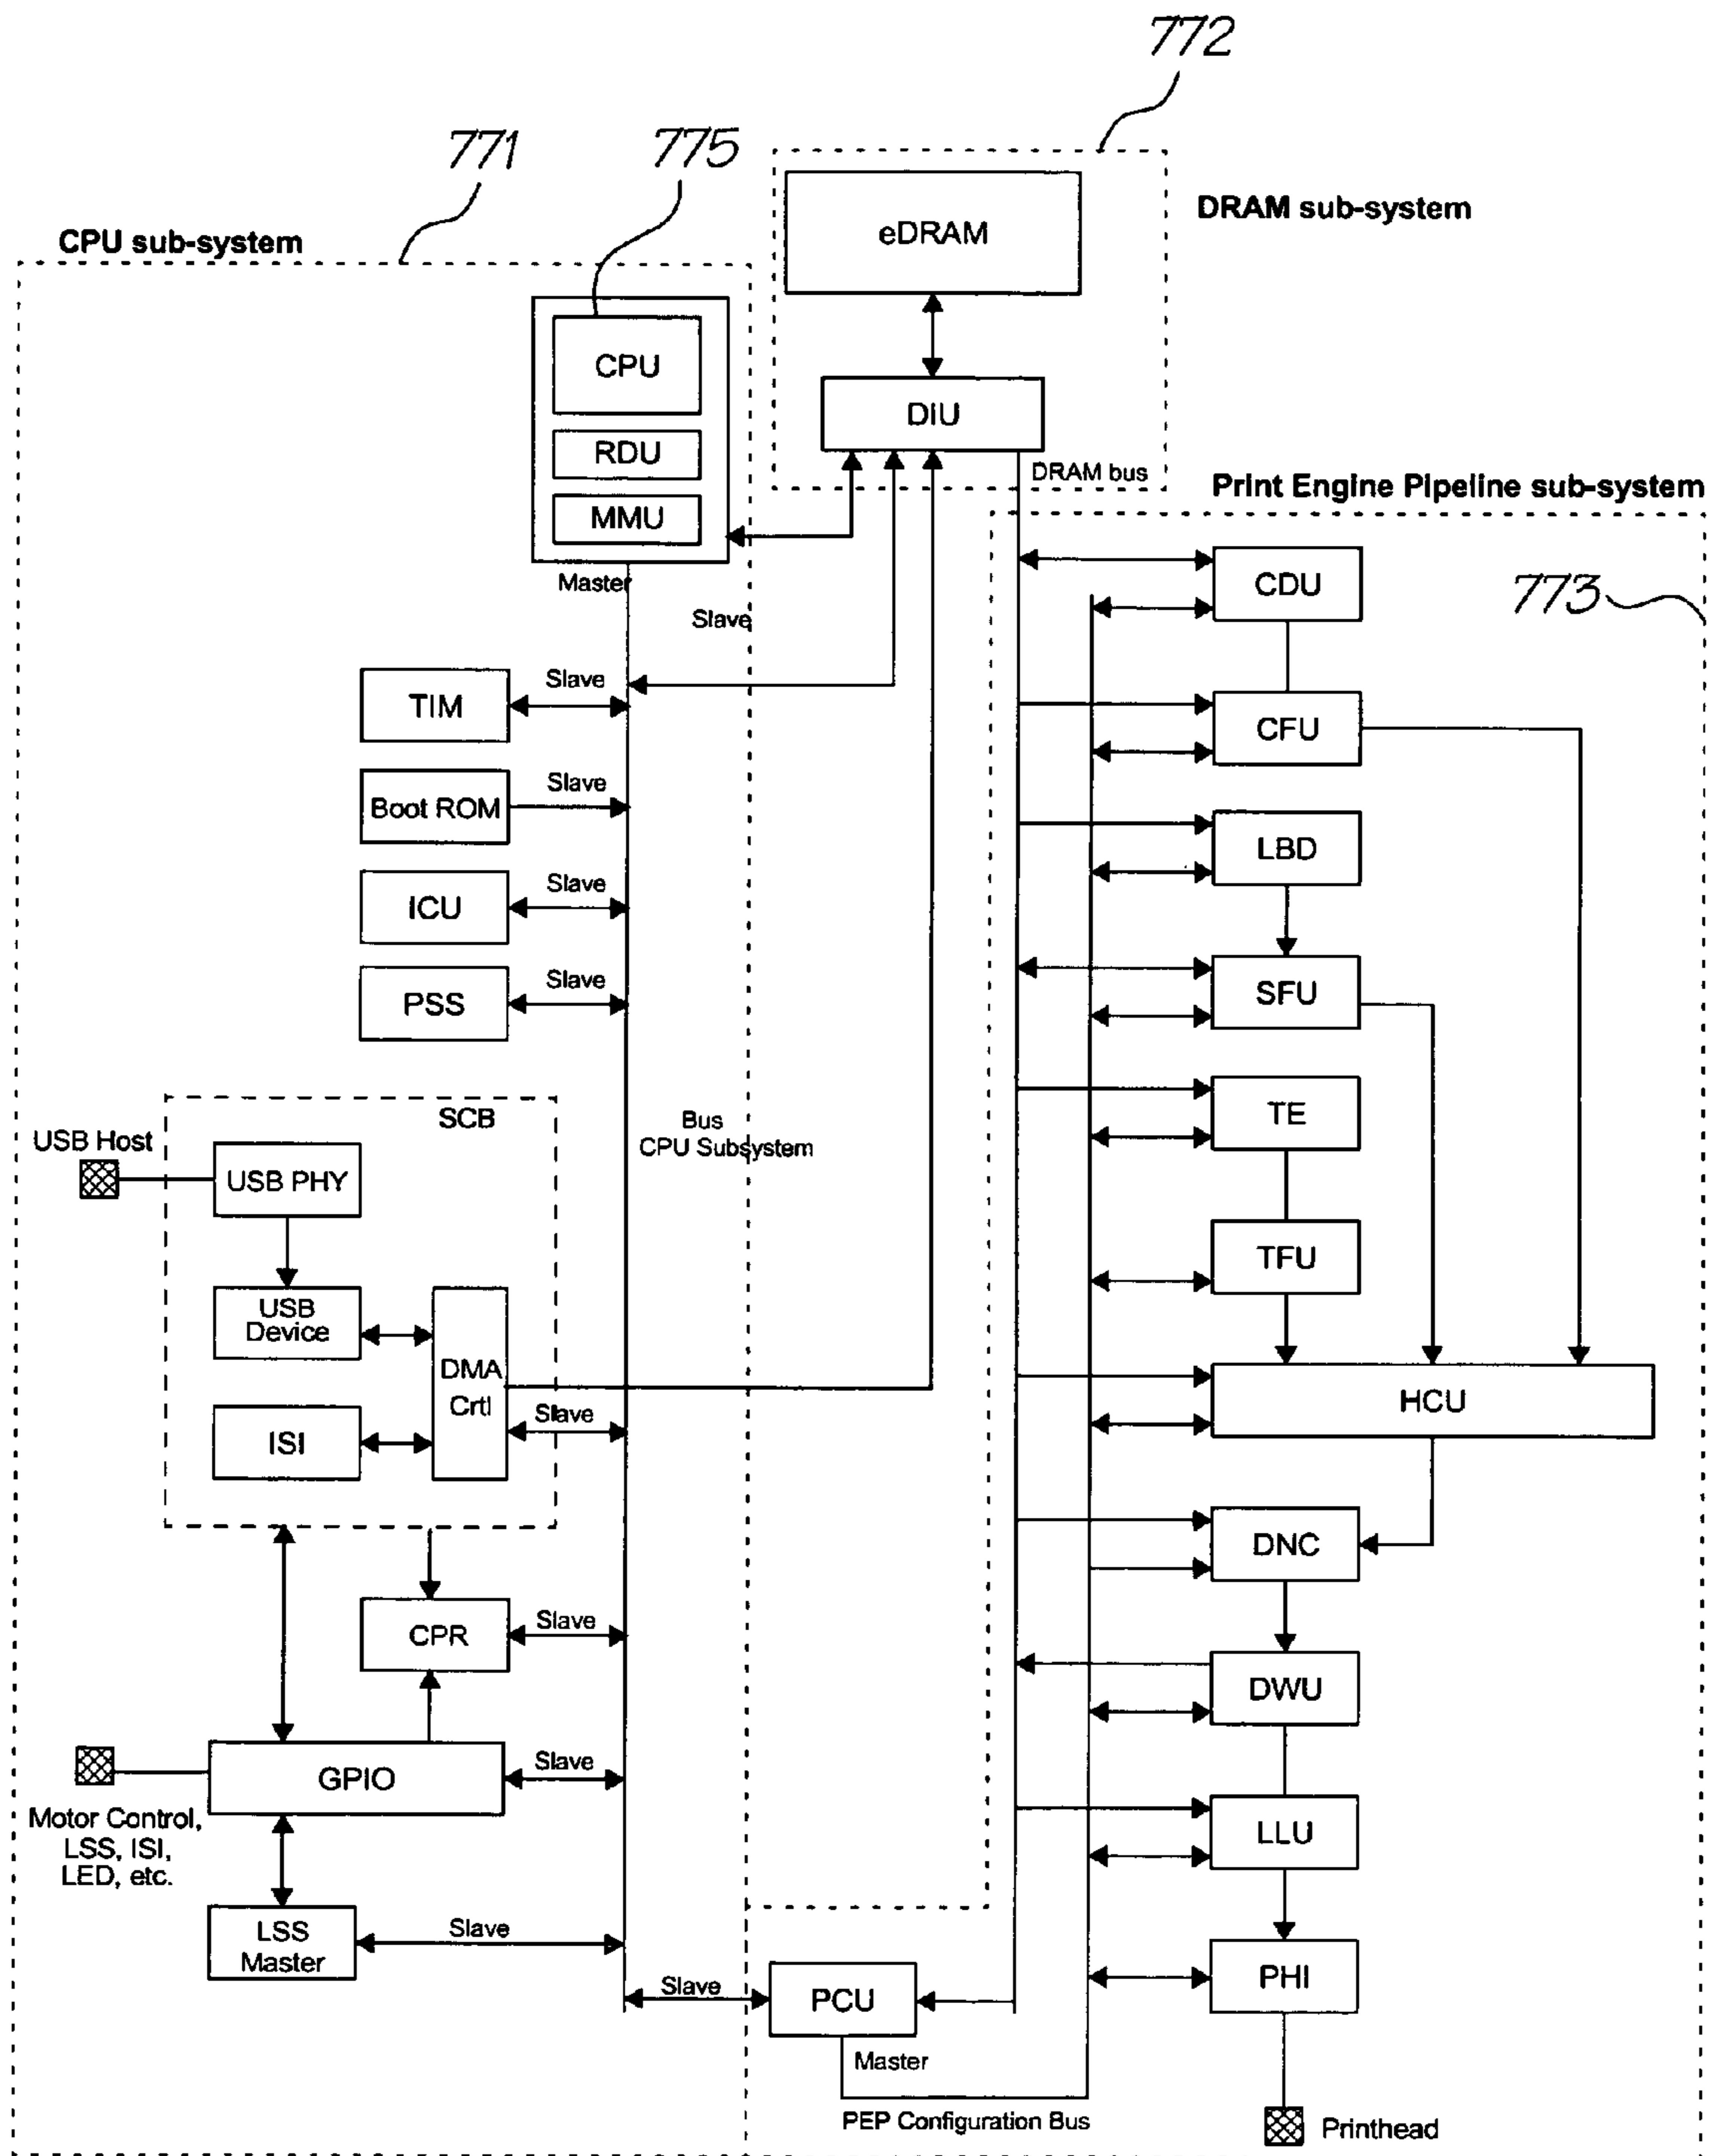 772
771
775
DRAM sub-system
CPU sub-system
eDRAM
CPU
DIU
RDU
DRAM bus
Print Engine Pipeline sub-system
MMU
Master
CDU
773
Slave
Slave
TIM
CFU
Slave
Boot ROM
LBD
Slave
ICU
Slave
PSS
SFU
SCB
TE
USB Host
Bus
CPU Subsystem
USB PHY
TFU
USB
Device
DMA
Crtl
HCU
Slave
ISI
DNC
CPR
Slave
DWU
GPIO
Slave
Motor Control,
LSS, ISI,
LED, etc.
LLU
LSS
Master
Slave
PHI
Slave
PCU
Master
PEP Configuration Bus
Printhead